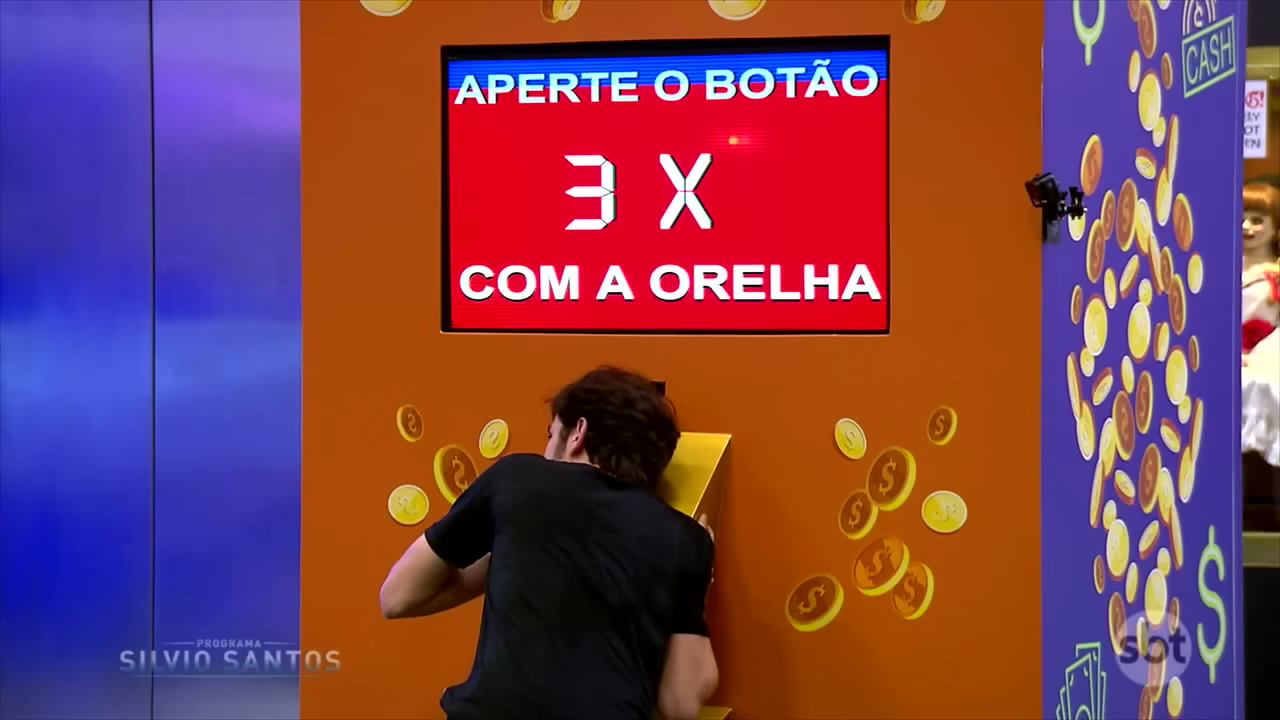 APERTE O BOTÃO
3 X
COM A ORELHA
CASH
PROGRAMA
SILVIO SANTOS
sbt